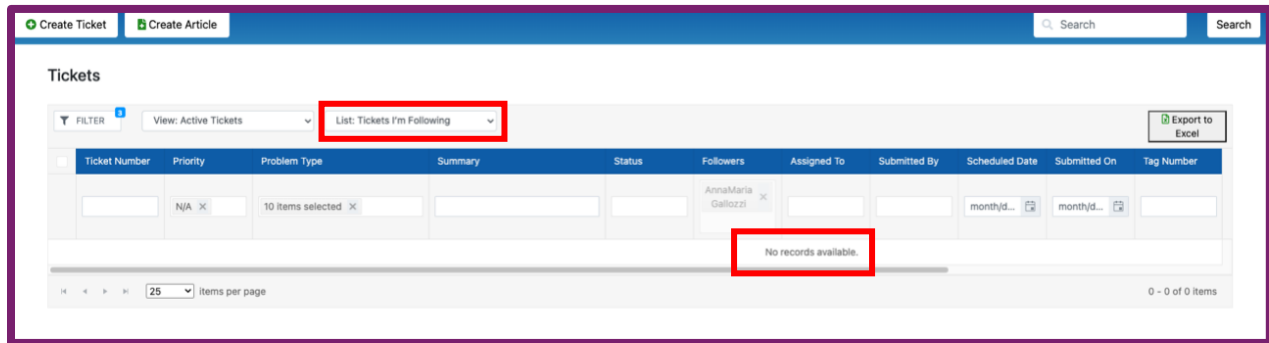 Create Ticket Create Article Search Search
Tickets
FILTER 3 View: Active Tickets List: Tickets I'm Following Export to
Excel
Ticket Number Priority Problem Type Summary Status Followers Assigned To Submitted By Scheduled Date Submitted On Tag Number
N/A 10 items selected AnnaMaria
Gallozzi month/d... month/d...
No records available.
25 items per page 0 - 0 of 0 items